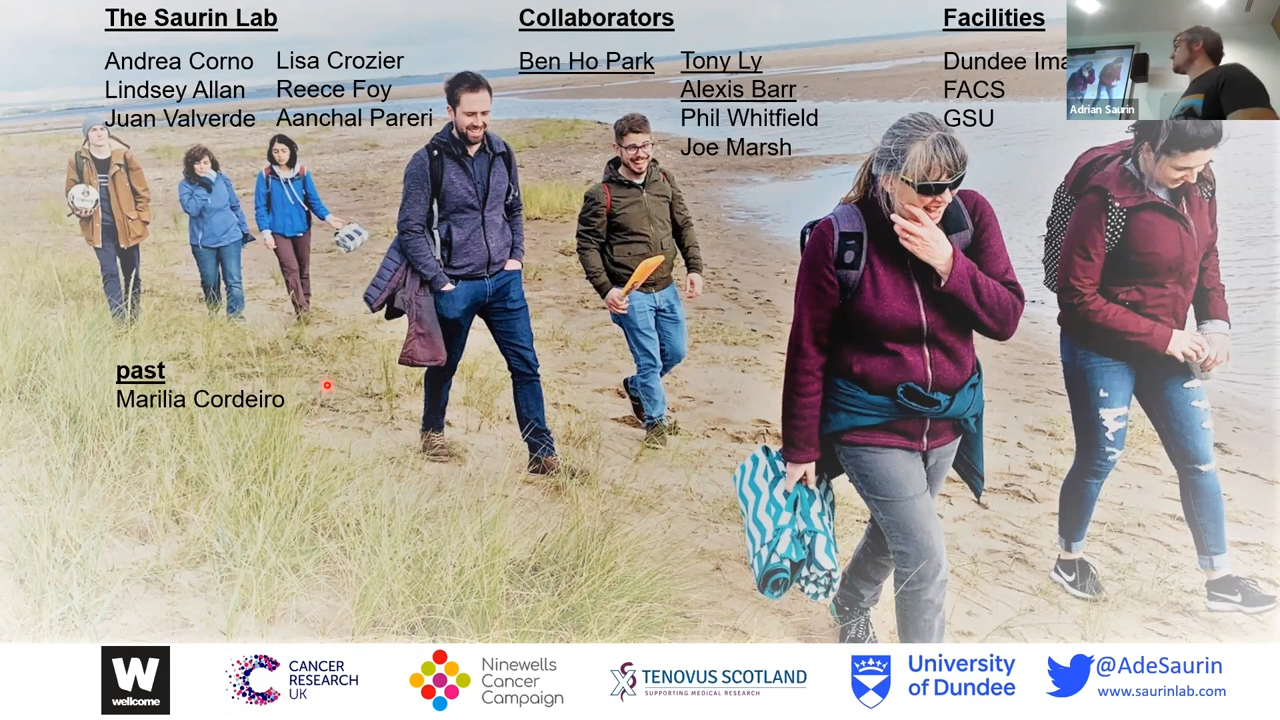 The Saurin Lab
Andrea Corno
Lindsey Allan
Juan Valverde
Lisa Crozier
Reece Foy
Aanchal Pareri
Collaborators
Ben Ho Park
Tony Ly
Alexis Barr
Phil Whitfield
Joe Marsh
Facilities
Dundee Ima
FACS
GSU
Adrian Saurin
past
Marilia Cordeiro
W
wellcome
CANCER
RESEARCH
UK
Ninewells
Cancer
Campaign
TENOVUS SCOTLAND
SUPPORTING MEDICAL RESEARCH
University
of Dundee
@AdeSaurin
www.saurinlab.com